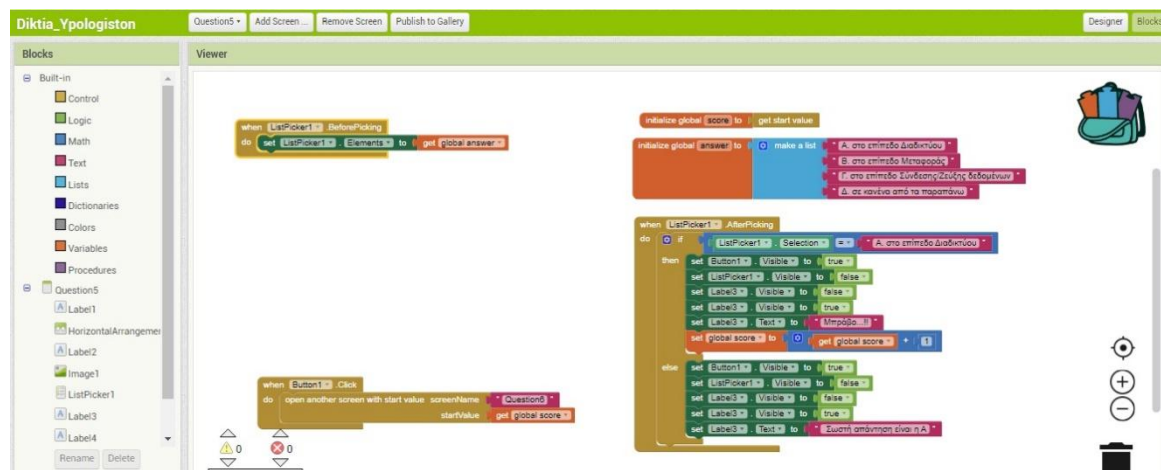 Diktia_Ypologiston
Question5
Add Screen ...
Remove Screen
Publish to Gallery
Designer
Blocks
Blocks
Viewer
Built-in
Control
Logic
Math
Text
Lists
Dictionaries
Colors
Variables
Procedures
Question5
Label1
HorizontalArrangemen
Label2
Image1
ListPicker1
Label3
Label4
Rename
Delete
when ListPicker1 .BeforePicking
do set ListPicker1 . Elements to get global answer
when Button1 .Click
do open another screen with start value screenName " Question6 "
startValue get global score
0
0
initialize global score to get start value
initialize global answer to make a list " Α. στο επίπεδο Διαδικτύου "
" Β. στο επίπεδο Μεταφοράς "
" Γ. στο επίπεδο Σύνδεσης/Ζεύξης δεδομένων "
" Δ. σε κανένα από τα παραπάνω "
when ListPicker1 .AfterPicking
do if ListPicker1 . Selection = " Α. στο επίπεδο Διαδικτύου "
then set Button1 . Visible to true
set ListPicker1 . Visible to false
set Label3 . Visible to false
set Label3 . Visible to true
set Label3 . Text to " Μπράβο...!! "
set global score to get global score + 1
else set Button1 . Visible to true
set ListPicker1 . Visible to false
set Label3 . Visible to false
set Label3 . Visible to true
set Label3 . Text to " Σωστή απάντηση είναι η Α "